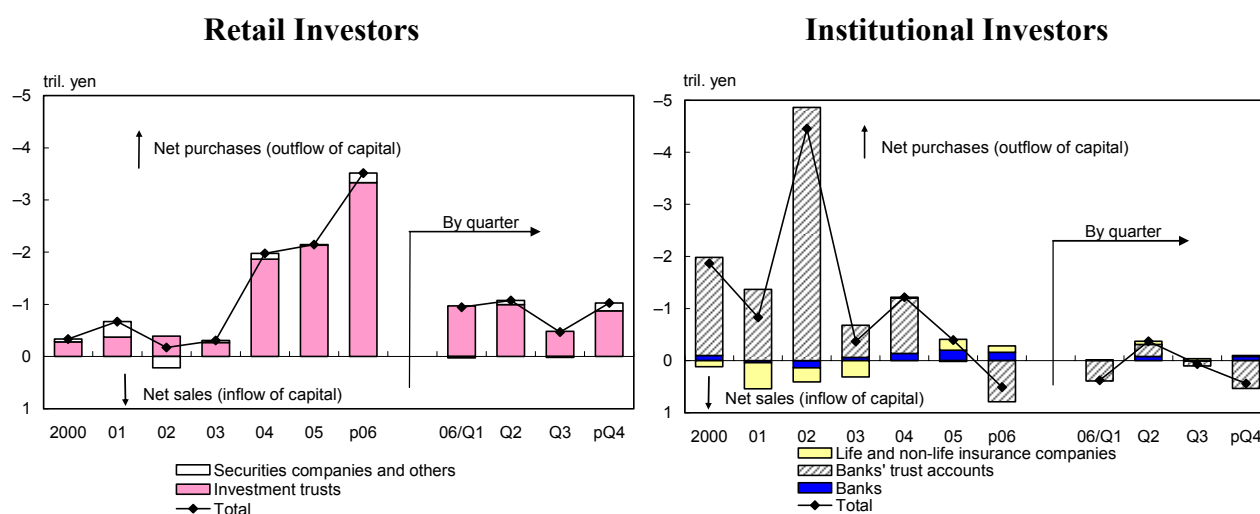 Retail Investors
tril. yen
–5
–4
–3
–2
–1
0
1
Net purchases (outflow of capital)
By quarter
Net sales (inflow of capital)
2000 01 02 03 04 05 p06 06/Q1 Q2 Q3 pQ4
Securities companies and others
Investment trusts
Total
Institutional Investors
tril. yen
–5
–4
–3
–2
–1
0
1
Net purchases (outflow of capital)
By quarter
Net sales (inflow of capital)
2000 01 02 03 04 05 p06 06/Q1 Q2 Q3 pQ4
Life and non-life insurance companies
Banks' trust accounts
Banks
Total